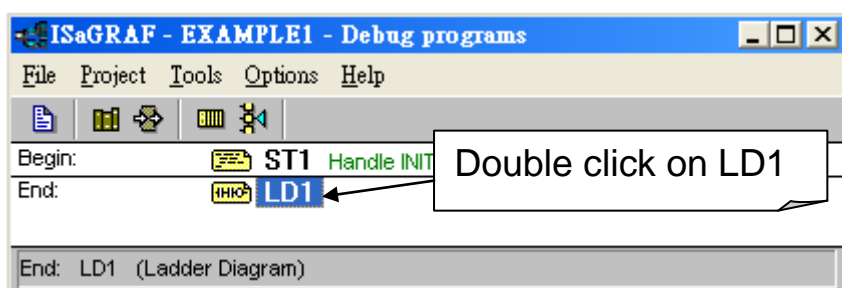 ISaGRAF - EXAMPLE1 - Debug programs
File Project Tools Options Help
Begin: ST1 Handle INIT
Double click on LD1
End: LD1
End: LD1 (Ladder Diagram)